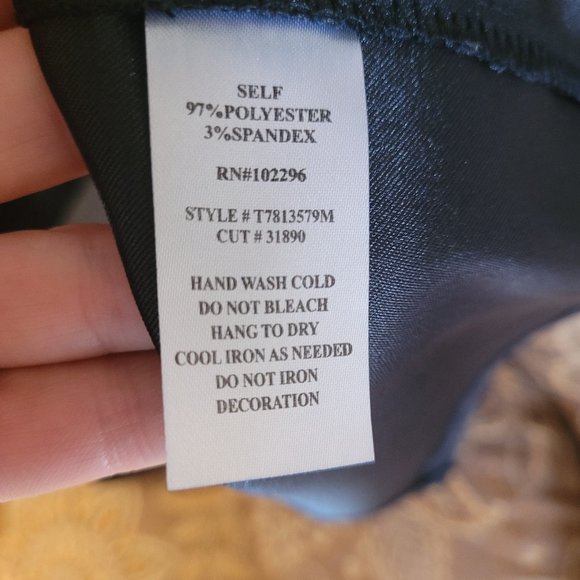 SELF
97%POLYESTER
3%SPANDEX
RN#102296
STYLE # T7813579M
CUT # 31890
HAND WASH COLD
DO NOT BLEACH
HANG TO DRY
COOL IRON AS NEEDED
DO NOT IRON
DECORATION